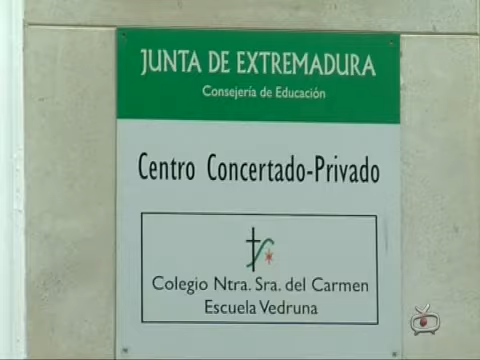 JUNTA DE EXTREMADURA
Consejería de Educación
Centro Concertado-Privado
Colegio Ntra. Sra. del Carmen
Escuela Vedruna